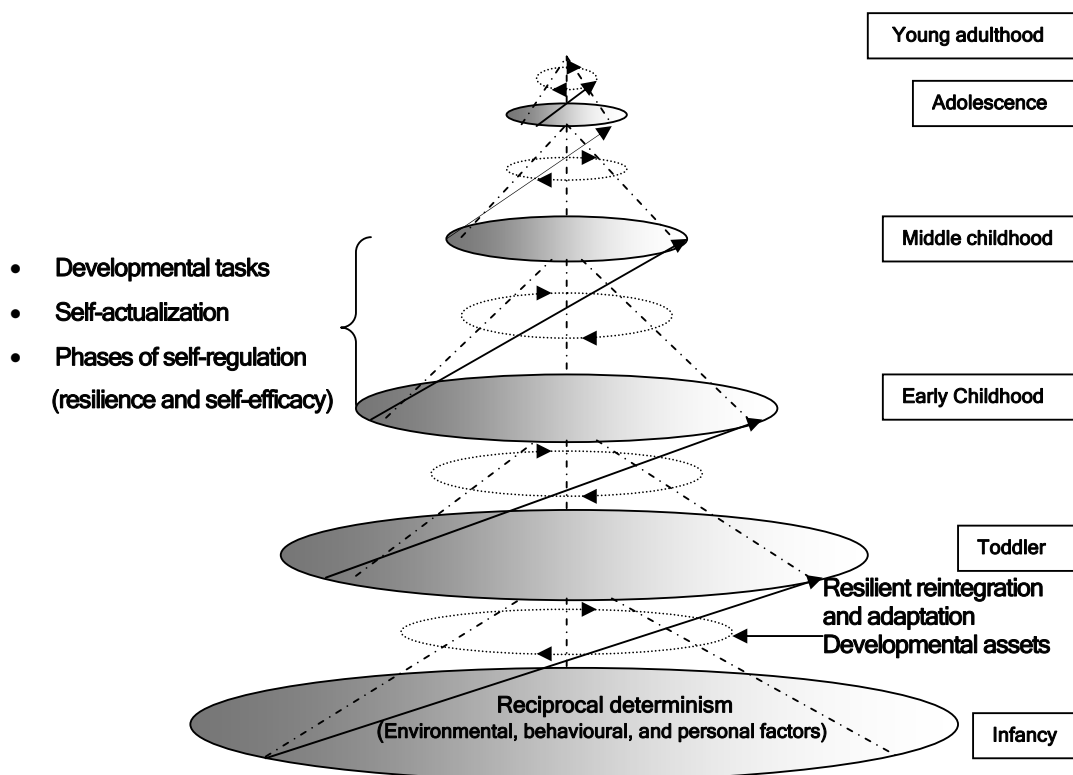 Young adulthood
Adolescence
Middle childhood
• Developmental tasks
• Self-actualization
• Phases of self-regulation
(resilience and self-efficacy)
Early Childhood
Toddler
Resilient reintegration
and adaptation
Developmental assets
Reciprocal determinism
(Environmental, behavioural, and personal factors)
Infancy